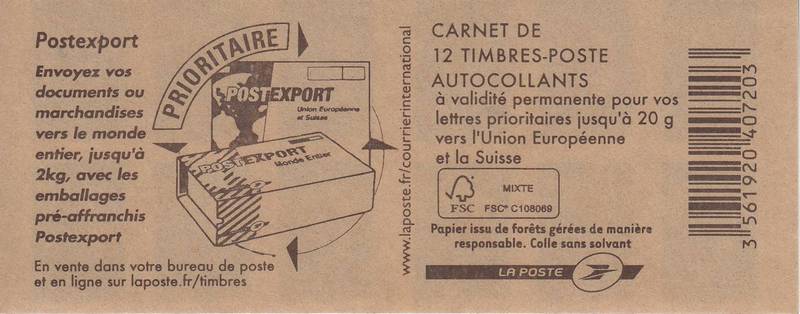 Postexport
Envoyez vos
documents ou
marchandises
vers le monde
entier, jusqu'à
2kg, avec les
emballages
pré-affranchis
Postexport
En vente dans votre bureau de poste
et en ligne sur laposte.fr/timbres
PRIORITAIRE
POSTEXPORT
Union Européenne
et Suisse
POSTEXPORT
Monde Entier
www.laposte.fr/courrierinternational
CARNET DE
12 TIMBRES-POSTE
AUTOCOLLANTS
à validité permanente pour vos
lettres prioritaires jusqu'à 20 g
vers l'Union Européenne
et la Suisse
FSC
MIXTE
FSC® C108069
Papier issu de forêts gérées de manière
responsable. Colle sans solvant
LA POSTE
3 561920 407203